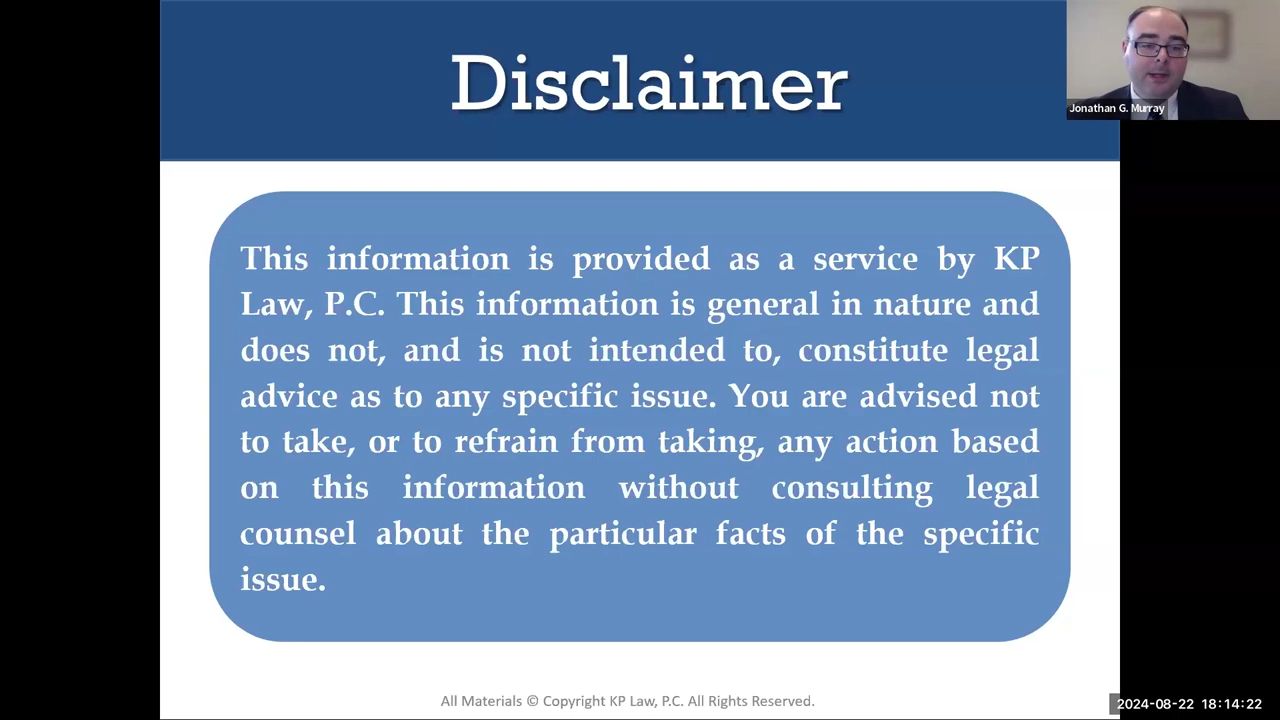 Disclaimer
Jonathan G. Murray
This information is provided as a service by KP
Law, P.C. This information is general in nature and
does not, and is not intended to, constitute legal
advice as to any specific issue. You are advised not
to take, or to refrain from taking, any action based
on this information without consulting legal
counsel about the particular facts of the specific
issue.
All Materials © Copyright KP Law, P.C. All Rights Reserved.
2024-08-22 18:14:22